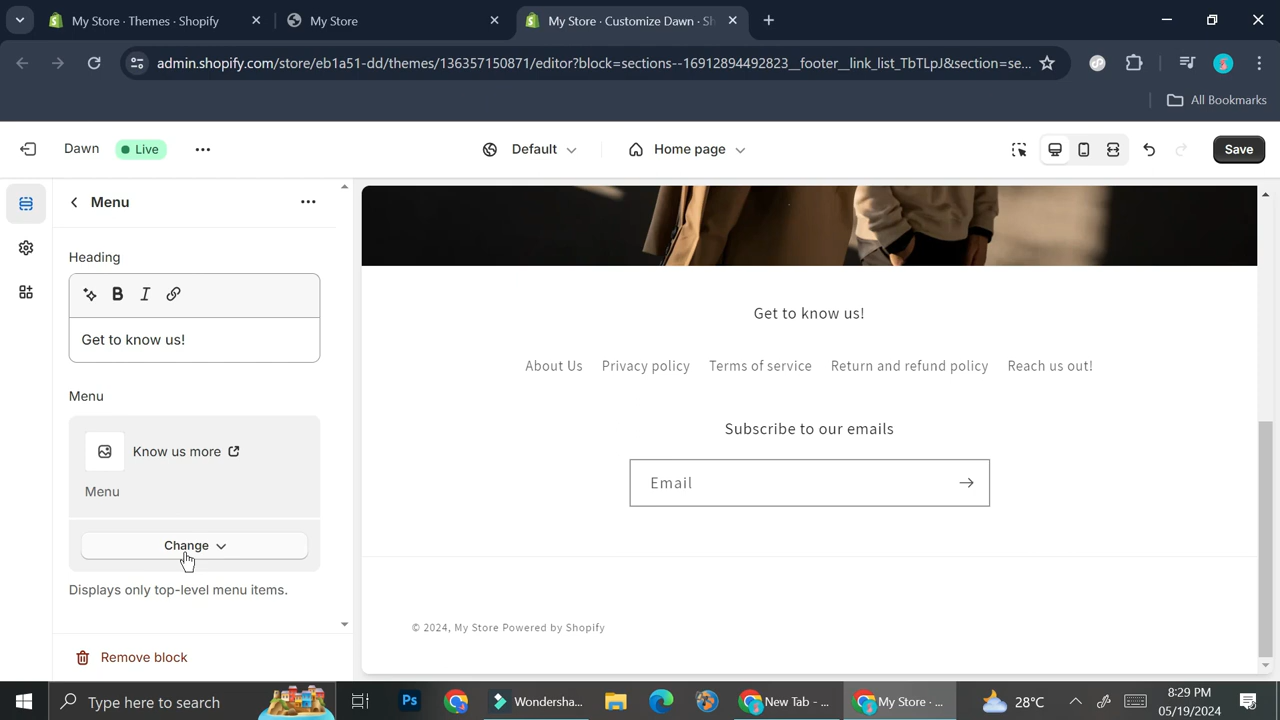 My Store · Themes · Shopify
My Store
My Store · Customize Dawn · Sh
admin.shopify.com/store/eb1a51-dd/themes/136357150871/editor?block=sections--16912894492823__footer__link_list_TbTLpJ&section=se...
All Bookmarks
Dawn
Live
Default
Home page
Save
Menu
Heading
B I
Get to know us!
Menu
Know us more
Menu
Change
Displays only top-level menu items.
Remove block
Get to know us!
About Us Privacy policy Terms of service Return and refund policy Reach us out!
Subscribe to our emails
Email
© 2024, My Store Powered by Shopify
Type here to search
Ps
Wondersha...
New Tab - ...
My Store · ...
28°C
8:29 PM
05/19/2024